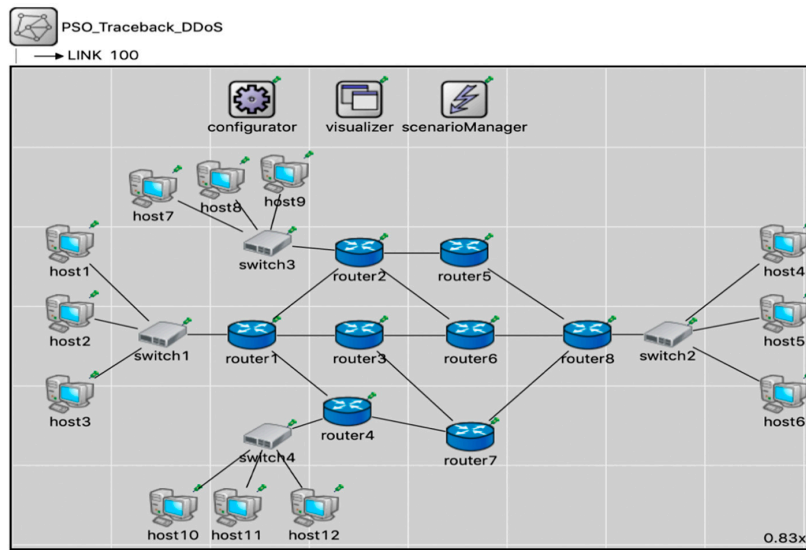 PSO_Traceback_DDoS
LINK 100
configurator visualizer scenarioManager
host7 host8 host9
host1 switch3 router2 router5 host4
host2 switch1 router1 router3 router6 router8 switch2 host5
host3 router4 host6
switch4 router7
host10 host11 host12
0.83x